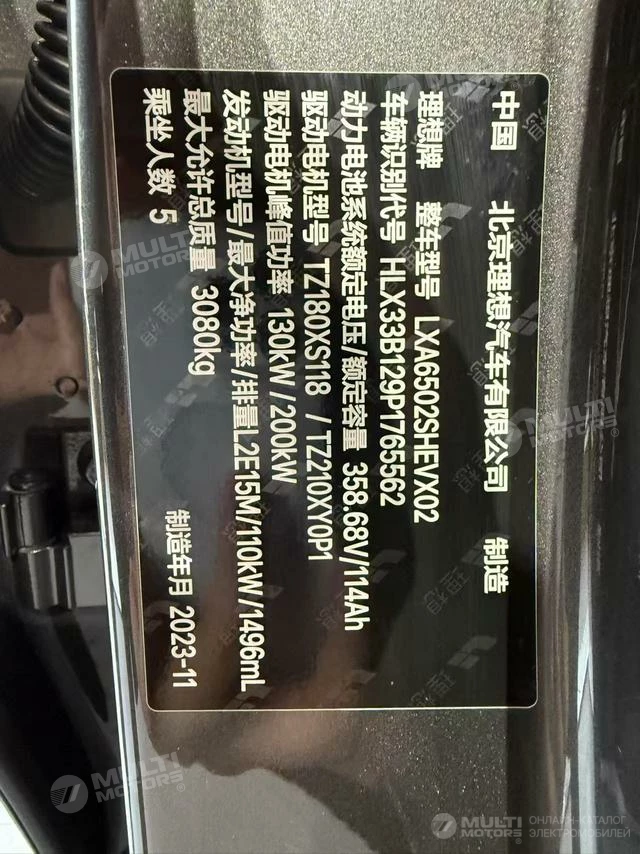 中国 北京理想汽车有限公司 制造
理想牌 整车型号 LXA6502SHEVX02
车辆识别代号 HLX33B129P1765562
动力电池系统额定电压/额定容量 358.68V/114Ah
驱动电机型号 TZ180XS118 / TZ210XY0P1
驱动电机峰值功率 130kW/200kW
发动机型号/最大净功率/排量L2E15M/110kW/1496mL
最大允许总质量 3080kg
乘坐人数 5 制造年月 2023-11
MULTI MOTORS
MULTI MOTORS
MULTI MOTORS
MULTI MOTORS ОНЛАЙН-КАТАЛОГ ЭЛЕКТРОМОБИЛЕЙ